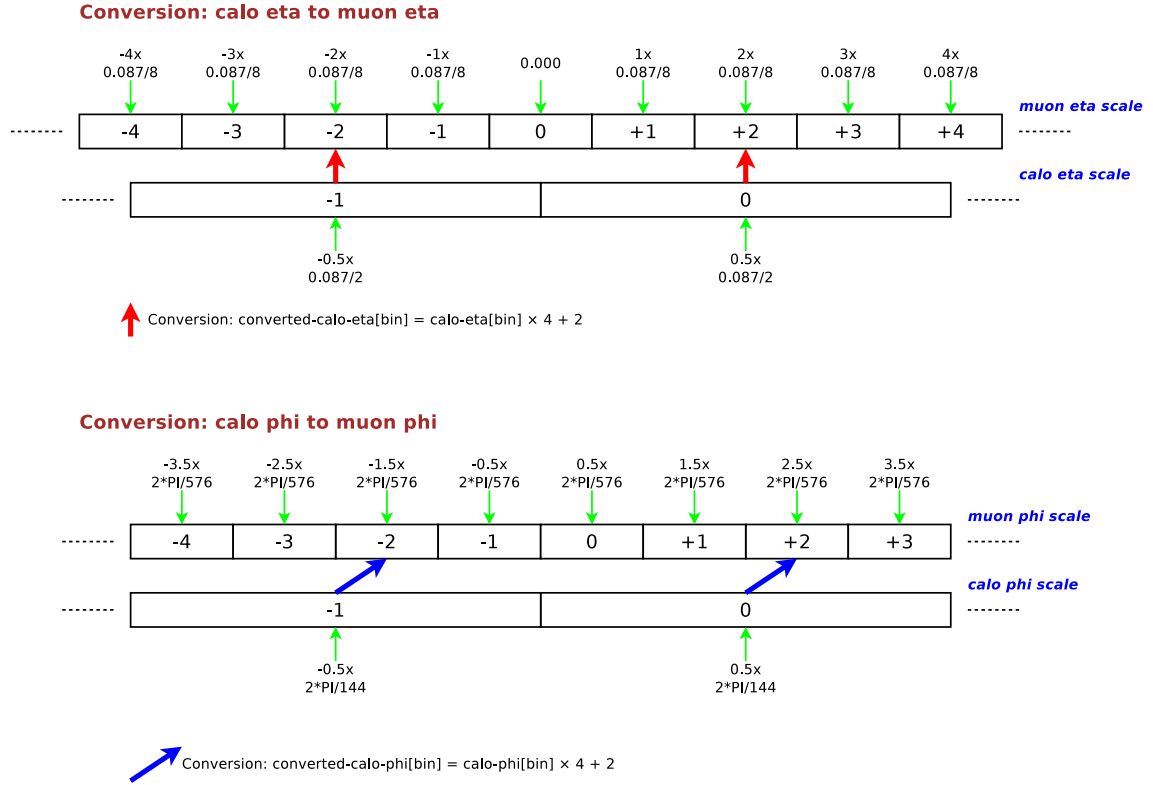 Conversion: calo eta to muon eta
-4x -3x -2x -1x 0.000 1x 2x 3x 4x
0.087/8 0.087/8 0.087/8 0.087/8 0.087/8 0.087/8 0.087/8 0.087/8
muon eta scale
-4 -3 -2 -1 0 +1 +2 +3 +4
calo eta scale
-1 0
-0.5x 0.5x
0.087/2 0.087/2
Conversion: converted-calo-eta[bin] = calo-eta[bin] × 4 + 2
Conversion: calo phi to muon phi
-3.5x -2.5x -1.5x -0.5x 0.5x 1.5x 2.5x 3.5x
2*PI/576 2*PI/576 2*PI/576 2*PI/576 2*PI/576 2*PI/576 2*PI/576 2*PI/576
muon phi scale
-4 -3 -2 -1 0 +1 +2 +3
calo phi scale
-1 0
-0.5x 0.5x
2*PI/144 2*PI/144
Conversion: converted-calo-phi[bin] = calo-phi[bin] × 4 + 2